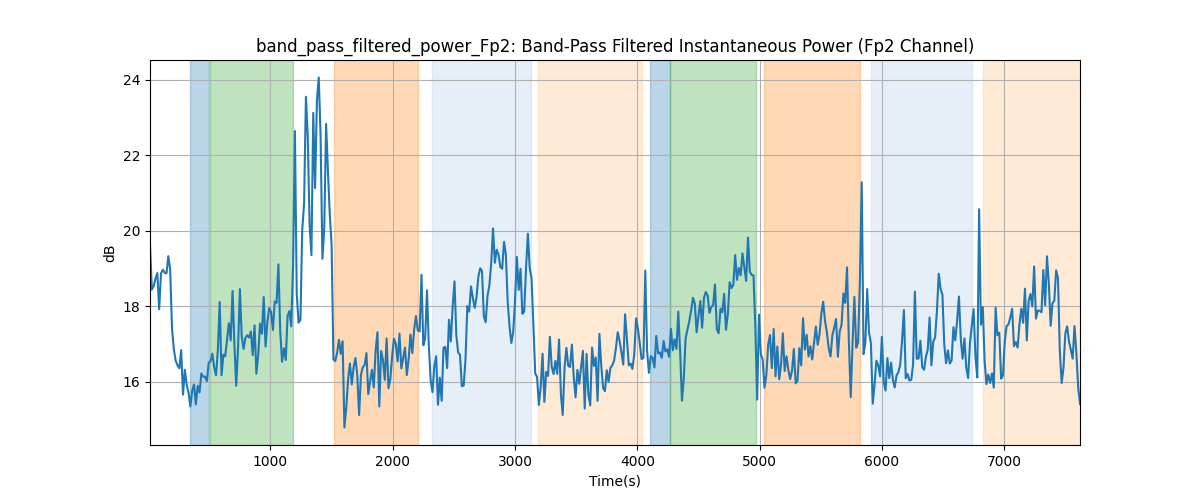 band_pass_filtered_power_Fp2: Band-Pass Filtered Instantaneous Power (Fp2 Channel)
24
22
20
18
16
dB
1000 2000 3000 4000 5000 6000 7000
Time(s)